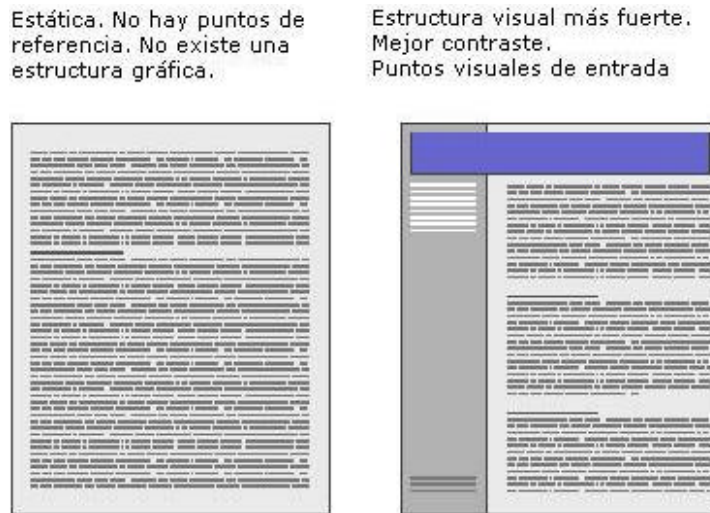 Estática. No hay puntos de
referencia. No existe una
estructura gráfica.
Estructura visual más fuerte.
Mejor contraste.
Puntos visuales de entrada